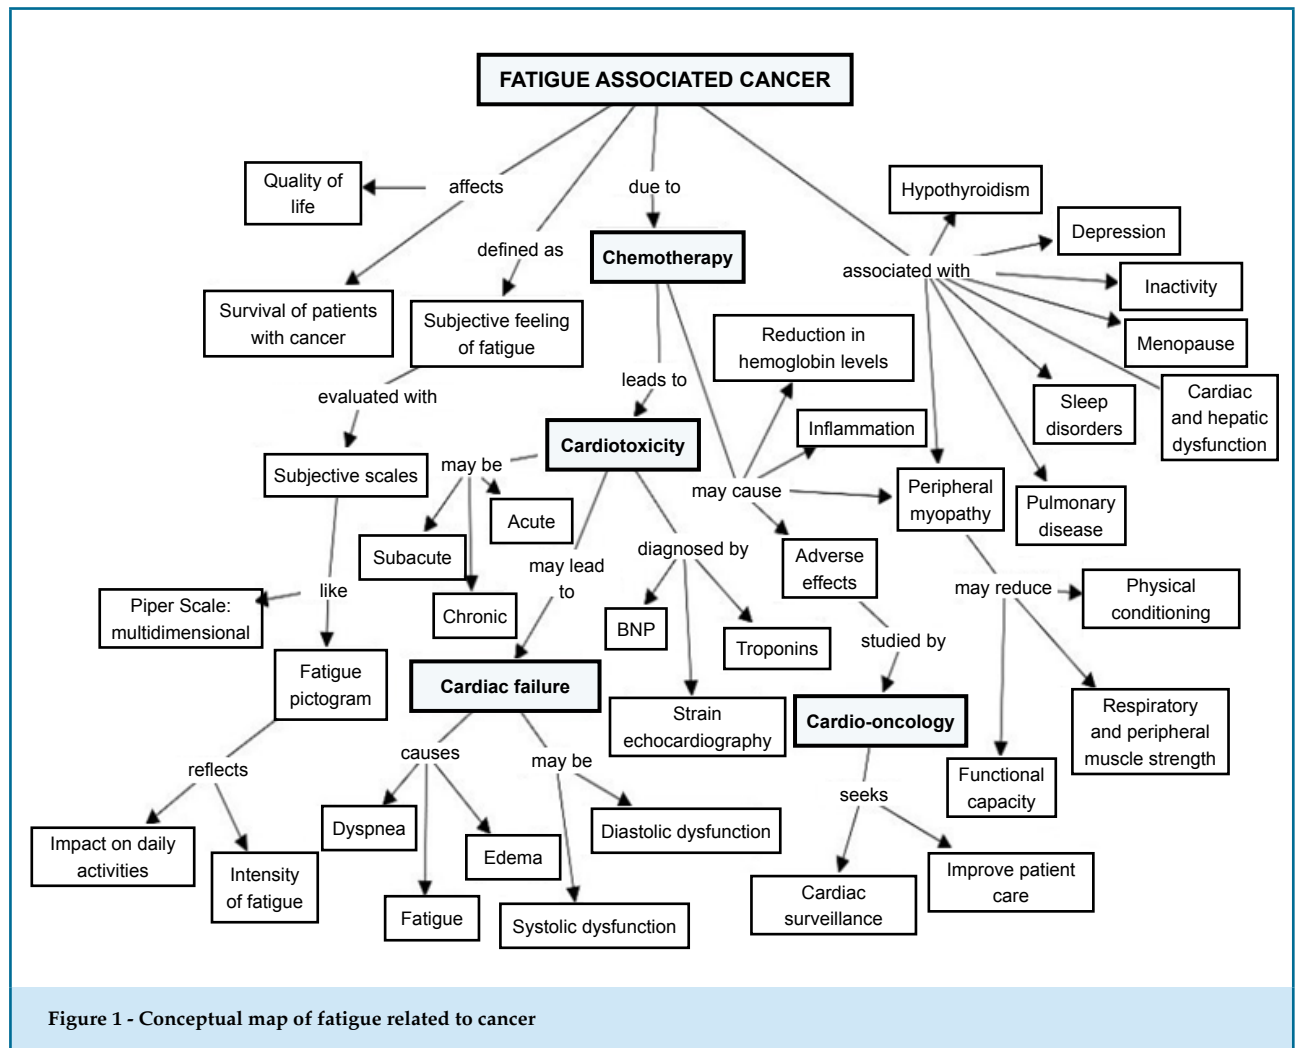 FATIGUE ASSOCIATED CANCER
Quality of
life
affects
due to
Hypothyroidism
Depression
defined as
Chemotherapy
associated with
Inactivity
Survival of patients
with cancer
Subjective feeling
of fatigue
Reduction in
hemoglobin levels
Menopause
evaluated with
leads to
Sleep
disorders
Cardiac
and hepatic
dysfunction
Cardiotoxicity
Inflammation
Subjective scales
may be
Acute
may cause
Peripheral
myopathy
Pulmonary
disease
Subacute
Chronic
may lead
to
diagnosed by
Adverse
effects
may reduce
Physical
conditioning
Piper Scale:
multidimensional
like
BNP
Troponins
studied by
Fatigue
pictogram
Cardiac failure
Strain
echocardiography
Cardio-oncology
Respiratory
and peripheral
muscle strength
reflects
causes
may be
seeks
Functional
capacity
Impact on daily
activities
Intensity
of fatigue
Dyspnea
Edema
Diastolic dysfunction
Fatigue
Systolic dysfunction
Cardiac
surveillance
Improve patient
care
Figure 1 - Conceptual map of fatigue related to cancer